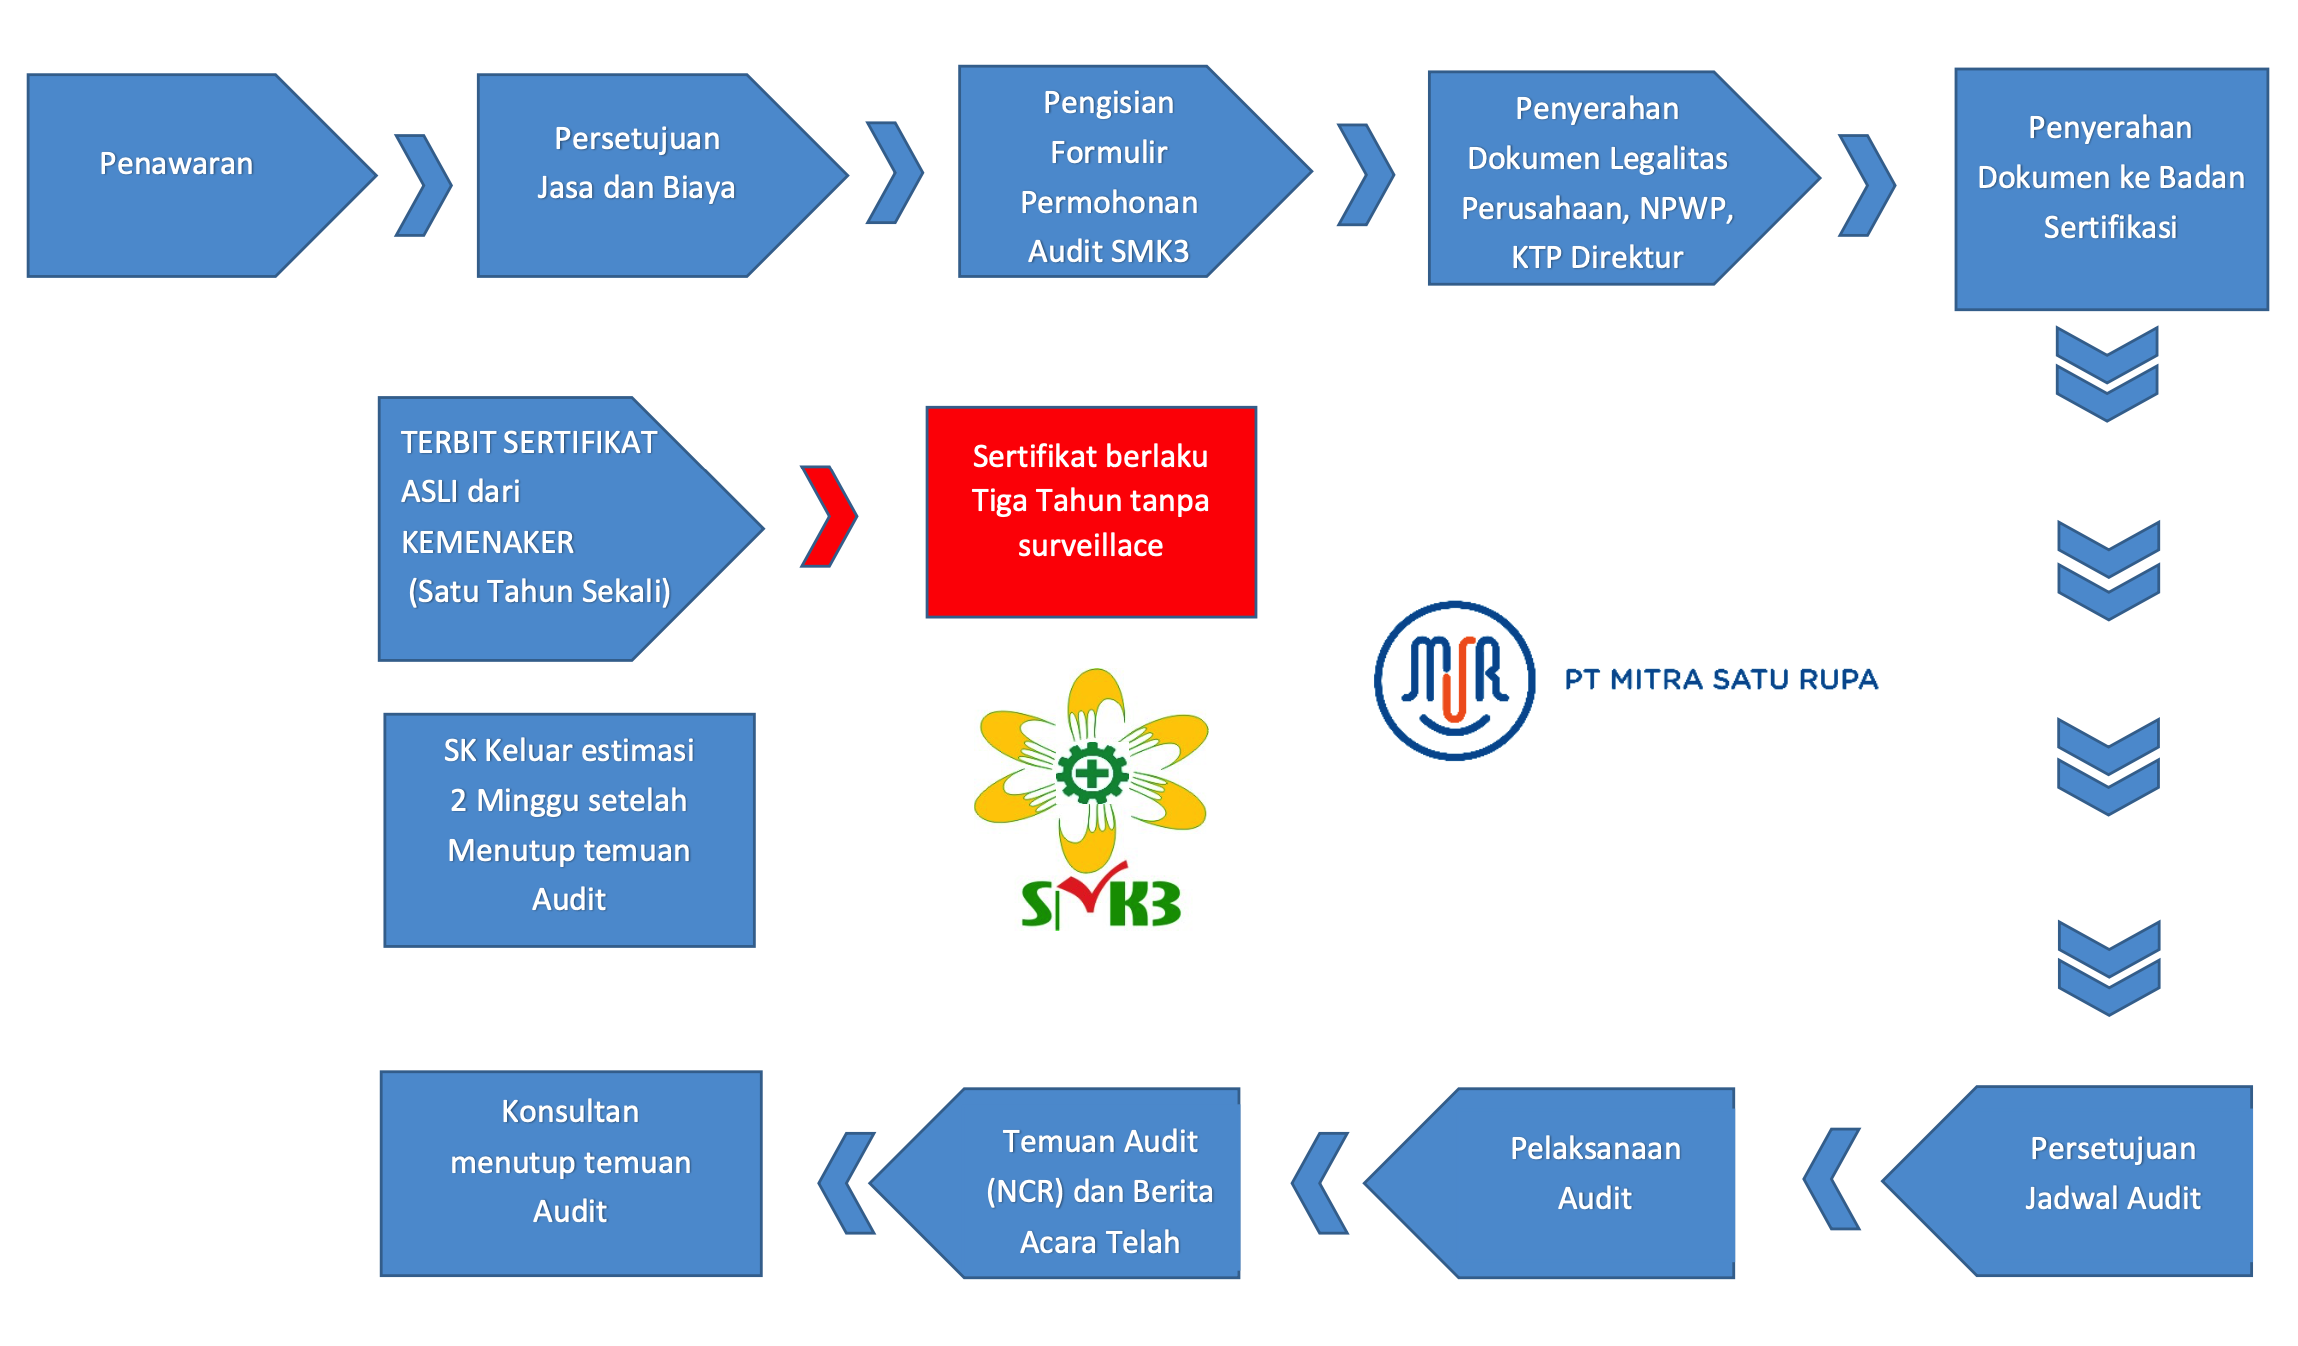 Penawaran
Persetujuan
Jasa dan Biaya
Pengisian
Formulir
Permohonan
Audit SMK3
Penyerahan
Dokumen Legalitas
Perusahaan, NPWP,
KTP Direktur
Penyerahan
Dokumen ke Badan
Sertifikasi
TERBIT SERTIFIKAT
ASLI dari
KEMENAKER
(Satu Tahun Sekali)
Sertifikat berlaku
Tiga Tahun tanpa
surveillace
MSR
PT MITRA SATU RUPA
SK Keluar estimasi
2 Minggu setelah
Menutup temuan
Audit
SMK3
Konsultan
menutup temuan
Audit
Temuan Audit
(NCR) dan Berita
Acara Telah
Pelaksanaan
Audit
Persetujuan
Jadwal Audit